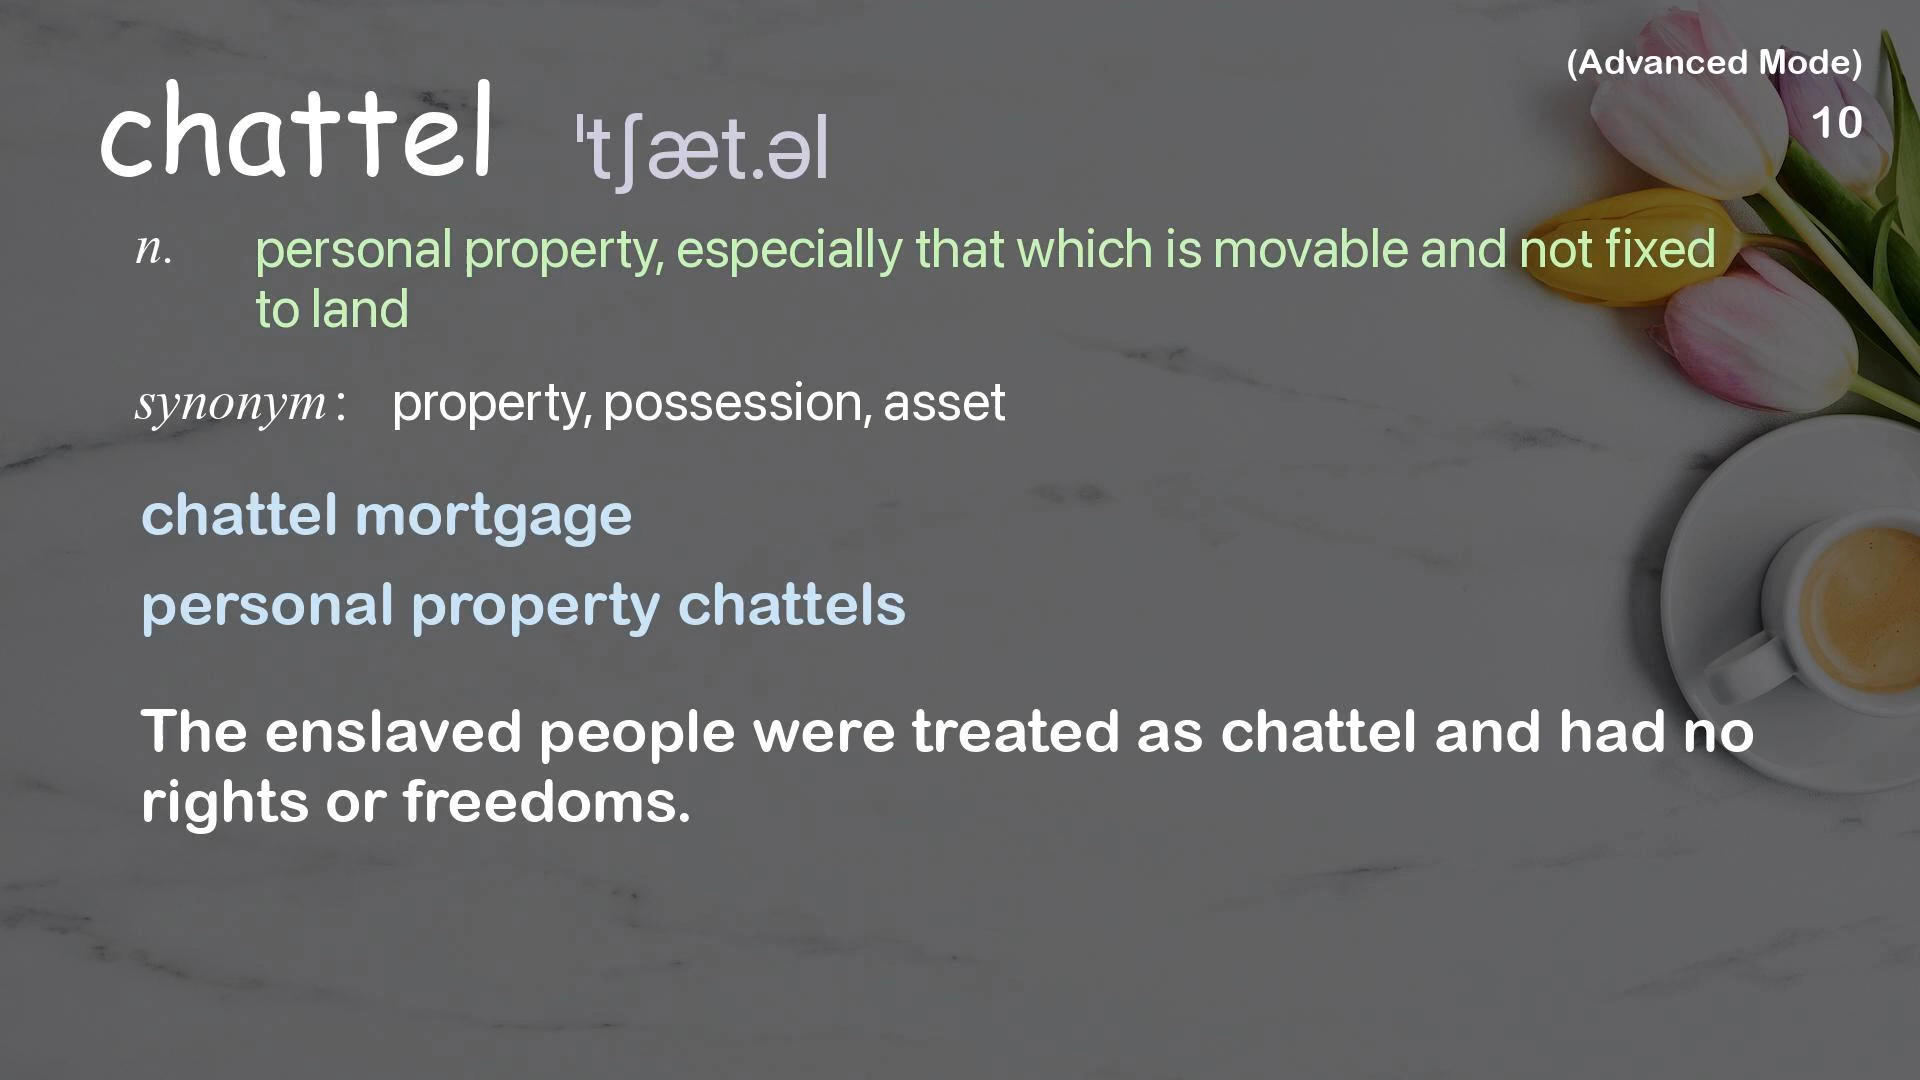 (Advanced Mode)
chattel ˈtʃæt.əl
10
n. personal property, especially that which is movable and not fixed
to land
synonym: property, possession, asset
chattel mortgage
personal property chattels
The enslaved people were treated as chattel and had no
rights or freedoms.